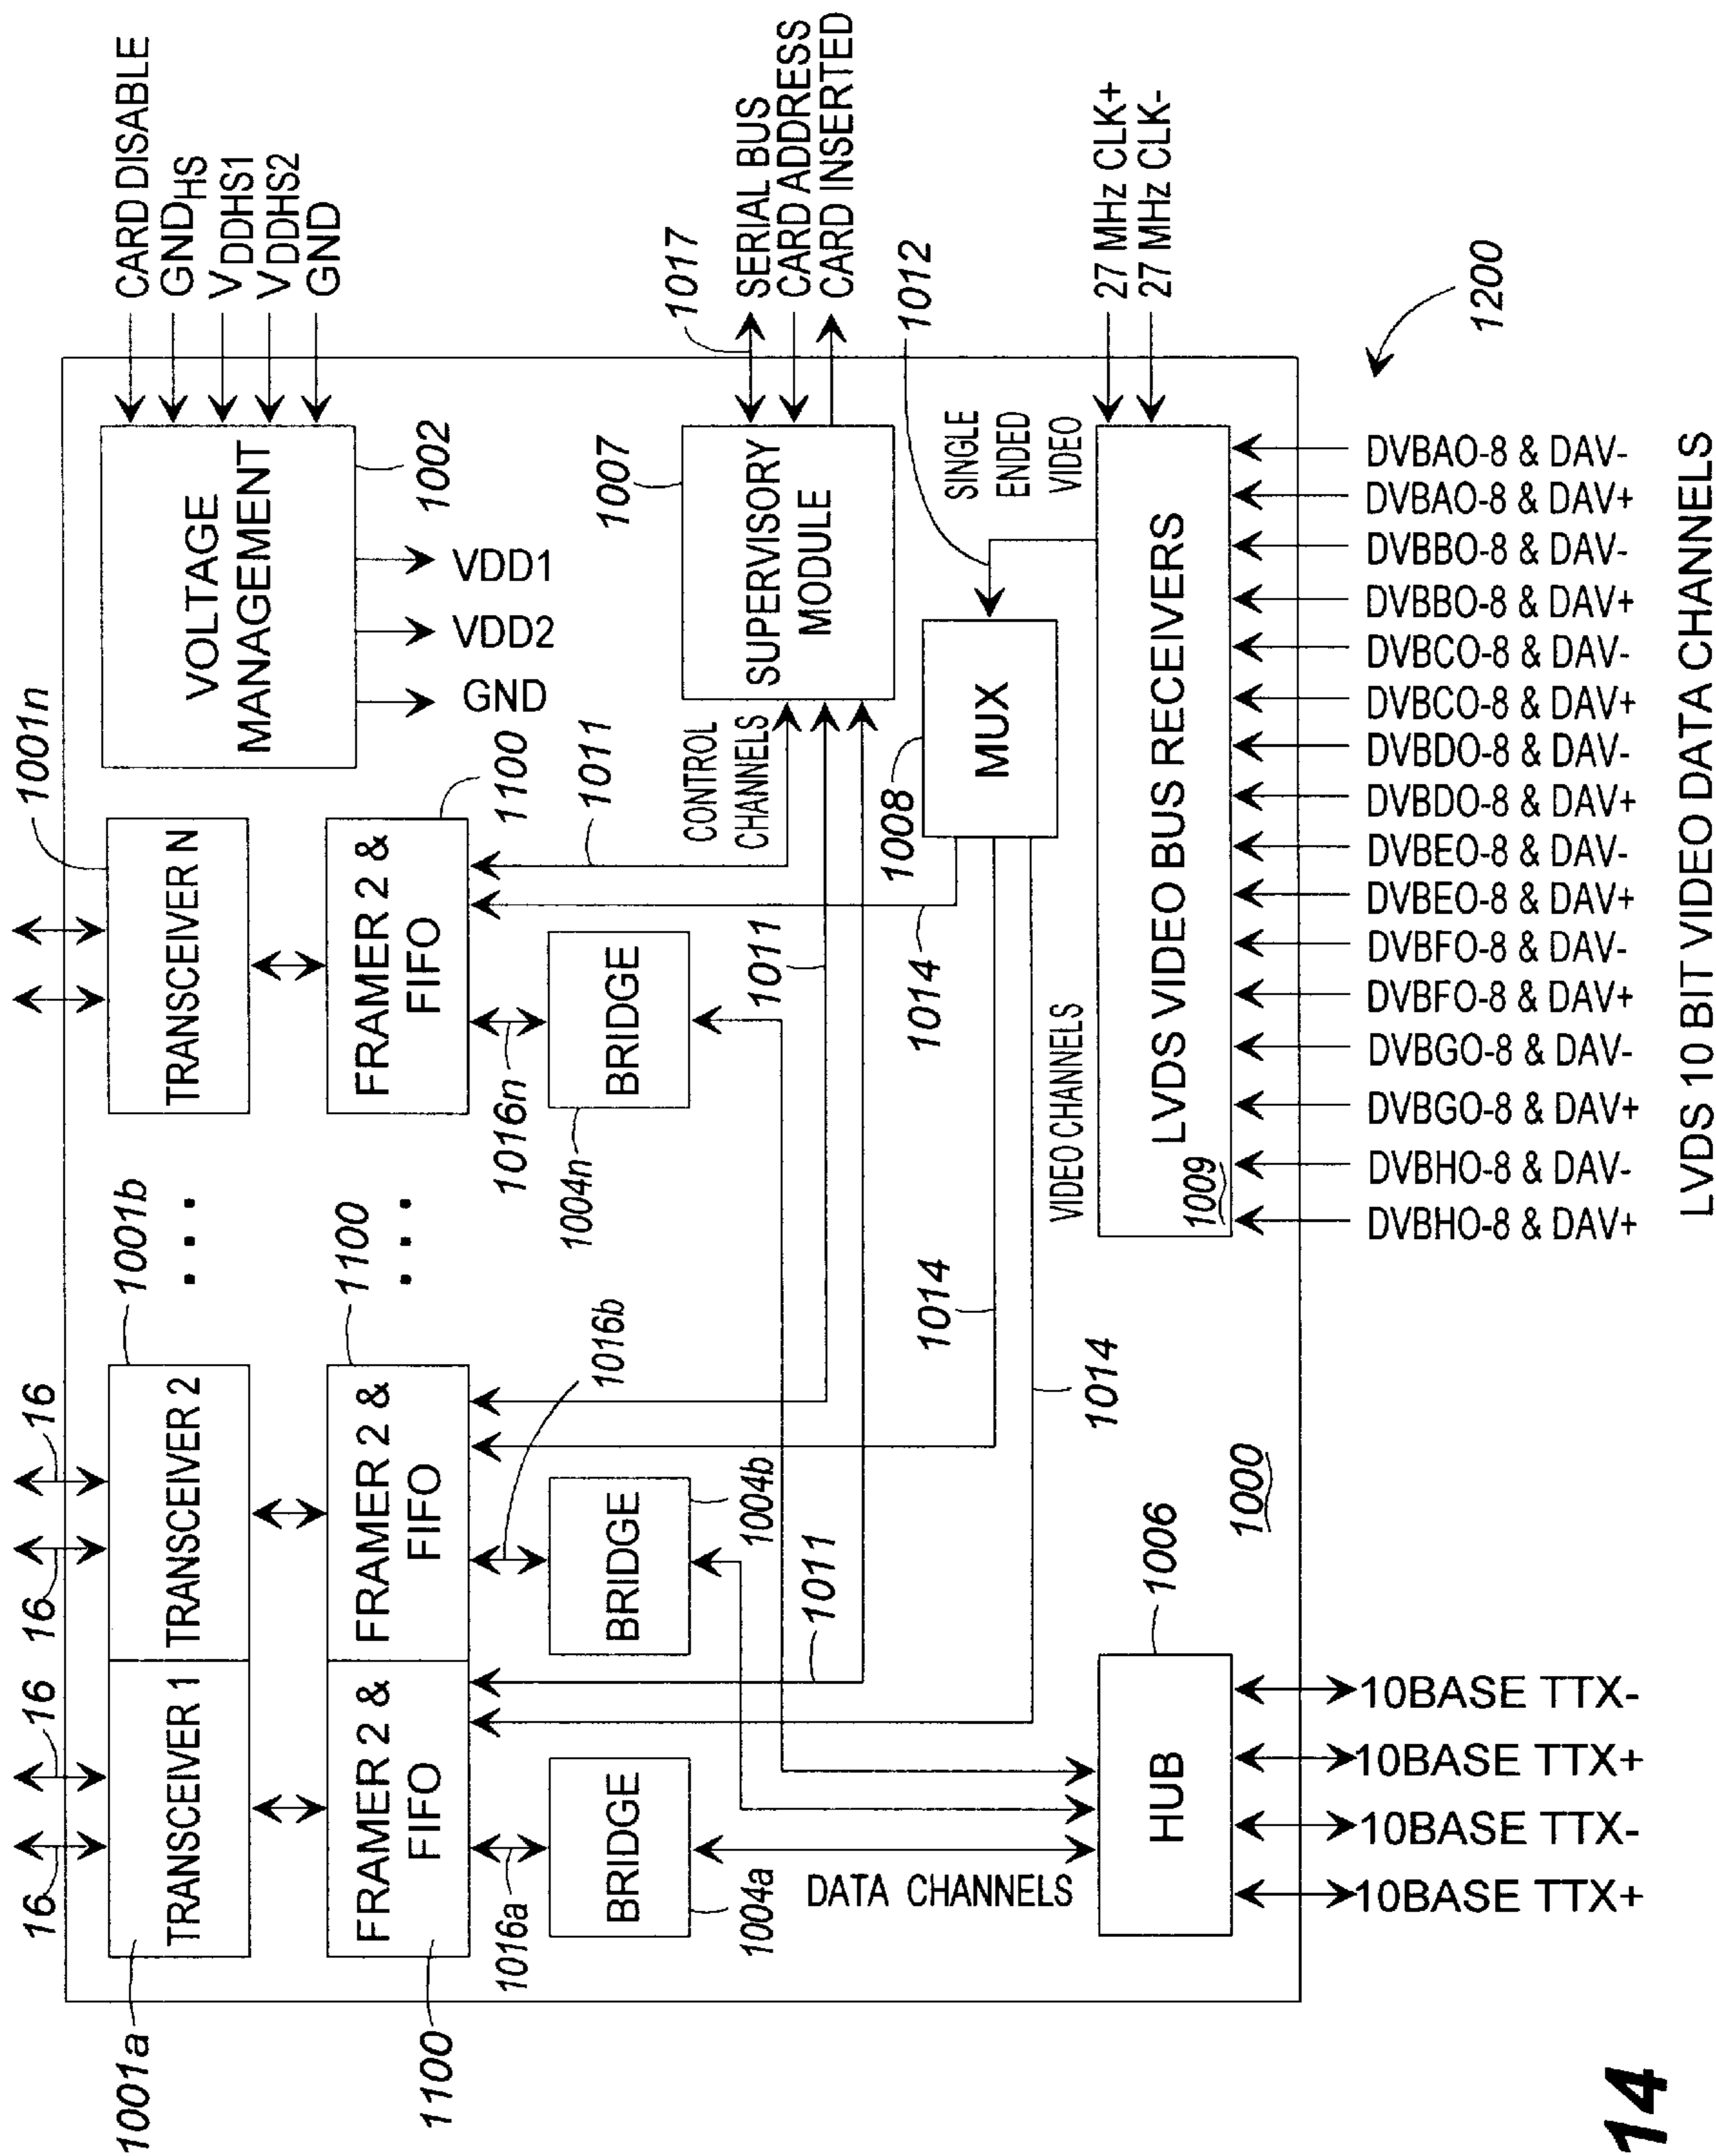 16
16
16
16
1001a
1001b
1001n
TRANSCEIVER 1
TRANSCEIVER 2
• • •
TRANSCEIVER N
VOLTAGE
MANAGEMENT
CARD DISABLE
GNDHS
VDDHS1
VDDHS2
GND
1002
VDD1
VDD2
GND
1100
FRAMER 2 &
FIFO
FRAMER 2 &
FIFO
1100
• • •
FRAMER 2 &
FIFO
1100
1016a
1016b
1016n
1011
BRIDGE
1004a
BRIDGE
1004b
BRIDGE
1004n
1011
1011
1014
CONTROL
CHANNELS
1007
SUPERVISORY
MODULE
1017
SERIAL BUS
CARD ADDRESS
CARD INSERTED
1008
MUX
1012
SINGLE
ENDED
VIDEO
1014
1014
VIDEO CHANNELS
DATA CHANNELS
HUB
1006
1009
LVDS VIDEO BUS RECEIVERS
27 MHz CLK+
27 MHz CLK-
1000
1200
10BASE TTX+
10BASE TTX-
10BASE TTX+
10BASE TTX-
DVBHO-8 & DAV+
DVBHO-8 & DAV-
DVBGO-8 & DAV+
DVBGO-8 & DAV-
DVBFO-8 & DAV+
DVBFO-8 & DAV-
DVBEO-8 & DAV+
DVBEO-8 & DAV-
DVBDO-8 & DAV+
DVBDO-8 & DAV-
DVBCO-8 & DAV+
DVBCO-8 & DAV-
DVBBO-8 & DAV+
DVBBO-8 & DAV-
DVBAO-8 & DAV+
DVBAO-8 & DAV-
LVDS 10 BIT VIDEO DATA CHANNELS
14